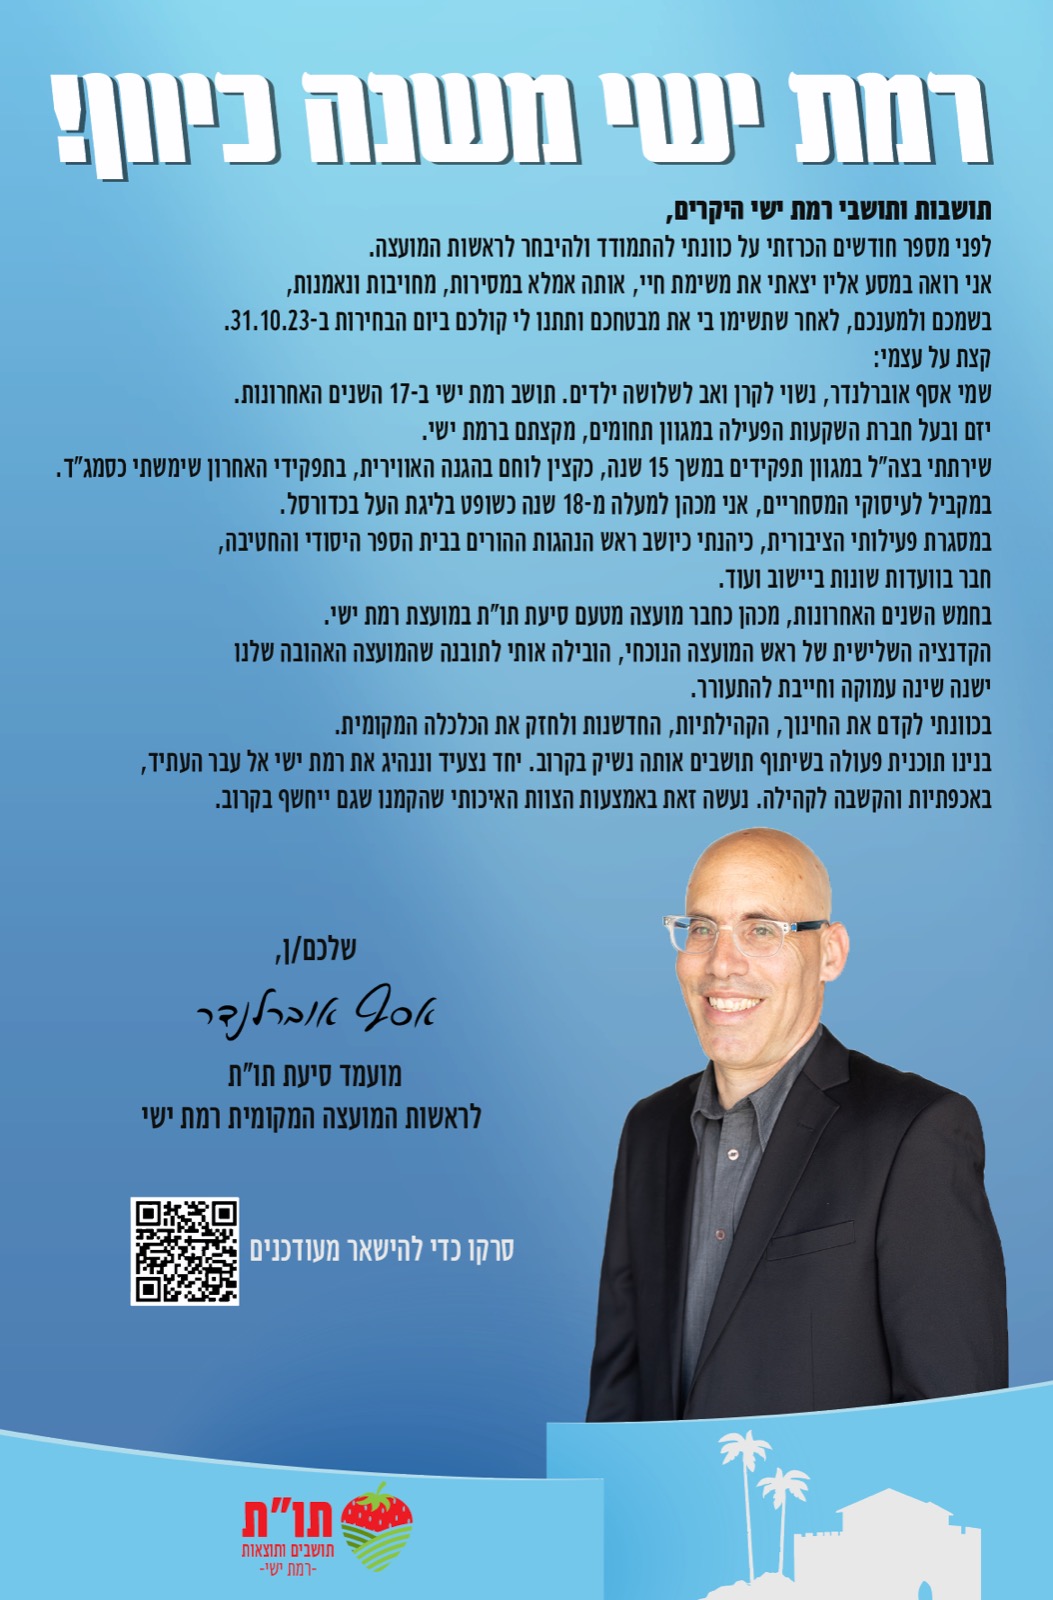 רמת ישי משנה כיוון!
תושבות ותושבי רמת ישי היקרים,
לפני מספר חודשים הכרזתי על כוונתי להתמודד ולהיבחר לראשות המועצה.
אני רואה במסע אליו יצאתי את משימת חיי, אותה אמלא במסירות, מחויבות ונאמנות,
בשמכם ולמענכם, לאחר שתשימו בי את מבטחכם ותתנו לי קולכם ביום הבחירות ב-31.10.23.
קצת על עצמי:
שמי אסף אוברלנדר, נשוי לקרן ואב לשלושה ילדים. תושב רמת ישי ב-17 השנים האחרונות.
יזם ובעל חברת השקעות הפעילה במגוון תחומים, מקצתם ברמת ישי.
שירתתי בצה"ל במגוון תפקידים במשך 15 שנה, כקצין לוחם בהגנה האווירית, בתפקידי האחרון שימשתי כסמג"ד.
במקביל לעיסוקי המסחריים, אני מכהן למעלה מ-18 שנה כשופט בליגת העל בכדורסל.
במסגרת פעילותי הציבורית, כיהנתי כיושב ראש הנהגות ההורים בבית הספר היסודי והחטיבה,
חבר בוועדות שונות ביישוב ועוד.
בחמש השנים האחרונות, מכהן כחבר מועצה מטעם סיעת תו"ת במועצת רמת ישי.
הקדנציה השלישית של ראש המועצה הנוכחי, הובילה אותי לתובנה שהמועצה האהובה שלנו
ישנה שינה עמוקה וחייבת להתעורר.
בכוונתי לקדם את החינוך, הקהילתיות, החדשנות ולחזק את הכלכלה המקומית.
בנינו תוכנית פעולה בשיתוף תושבים אותה נשיק בקרוב. יחד נצעיד וננהיג את רמת ישי אל עבר העתיד,
באכפתיות והקשבה לקהילה. נעשה זאת באמצעות הצוות האיכותי שהקמנו שגם ייחשף בקרוב.
שלכם/ן,
אסף אוברלנדר
מועמד סיעת תו"ת
לראשות המועצה המקומית רמת ישי
סרקו כדי להישאר מעודכנים
תו"ת
תושבים ותוצאות
-רמת ישי-